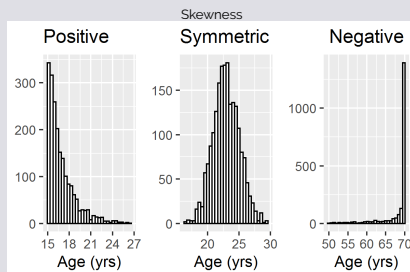 Skewness
Positive
Symmetric
Negative
300
200
100
0
15 18 21 24 27
Age (yrs)
150
100
50
0
20 25 30
Age (yrs)
1000
500
0
50 55 60 65 70
Age (yrs)